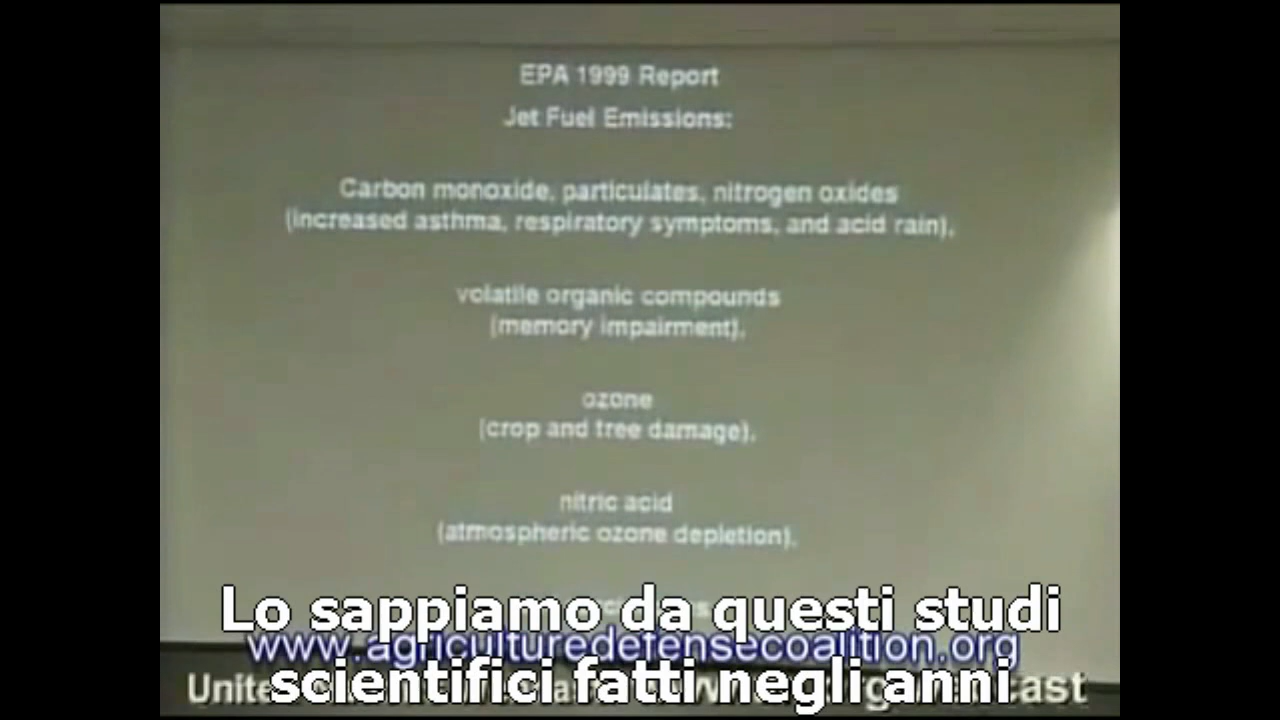 EPA 1999 Report
Jet Fuel Emissions:
Carbon monoxide, particulates, nitrogen oxides
(increased asthma, respiratory symptoms, and acid rain),
volatile organic compounds
(memory impairment),
ozone
(crop and tree damage),
nitric acid
(atmospheric ozone depletion),
Lo sappiamo da questi studi
www.agriculturedefensecoalition.org
scientifici fatti negli anni